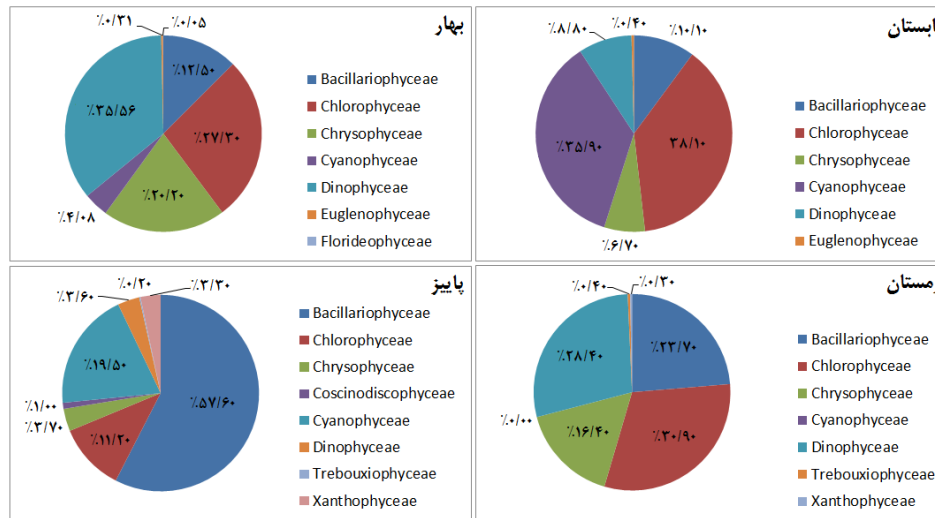 بهار
٪۰/۳۱
٪۰/۰۵
٪۱۲/۵۰
٪۲۷/۳۰
٪۲۰/۲۰
٪۴/۰۸
٪۳۵/۵۶
Bacillariophyceae
Chlorophyceae
Chrysophyceae
Cyanophyceae
Dinophyceae
Euglenophyceae
Florideophyceae
ابستان
٪۸/۸۰
٪۰/۴۰
٪۱۰/۱۰
۳۸/۱۰
٪۶/۷۰
٪۳۵/۹۰
Bacillariophyceae
Chlorophyceae
Chrysophyceae
Cyanophyceae
Dinophyceae
Euglenophyceae
پاییز
٪۳/۶۰
٪۰/۲۰
٪۳/۳۰
٪۵۷/۶۰
٪۱۱/۲۰
٪۳/۷۰
٪۱/۰۰
٪۱۹/۵۰
Bacillariophyceae
Chlorophyceae
Chrysophyceae
Coscinodiscophyceae
Cyanophyceae
Dinophyceae
Trebouxiophyceae
Xanthophyceae
زمستان
٪۰/۴۰
٪۰/۳۰
٪۲۳/۷۰
٪۳۰/۹۰
٪۱۶/۴۰
٪۰/۰۰
٪۲۸/۴۰
Bacillariophyceae
Chlorophyceae
Chrysophyceae
Cyanophyceae
Dinophyceae
Trebouxiophyceae
Xanthophyceae